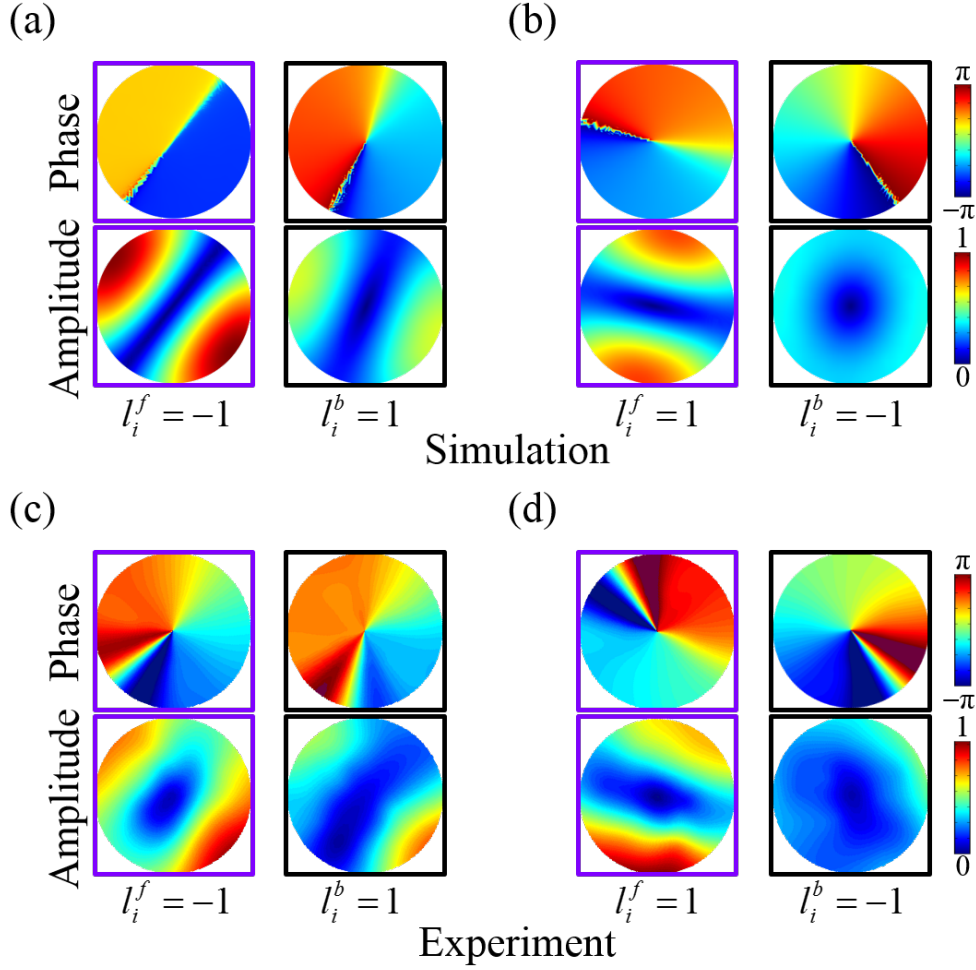 (a)
(b)
Phase
π
−π
Amplitude
1
0
l_i^f = −1
l_i^b = 1
l_i^f = 1
l_i^b = −1
Simulation
(c)
(d)
Phase
π
−π
Amplitude
1
0
l_i^f = −1
l_i^b = 1
l_i^f = 1
l_i^b = −1
Experiment